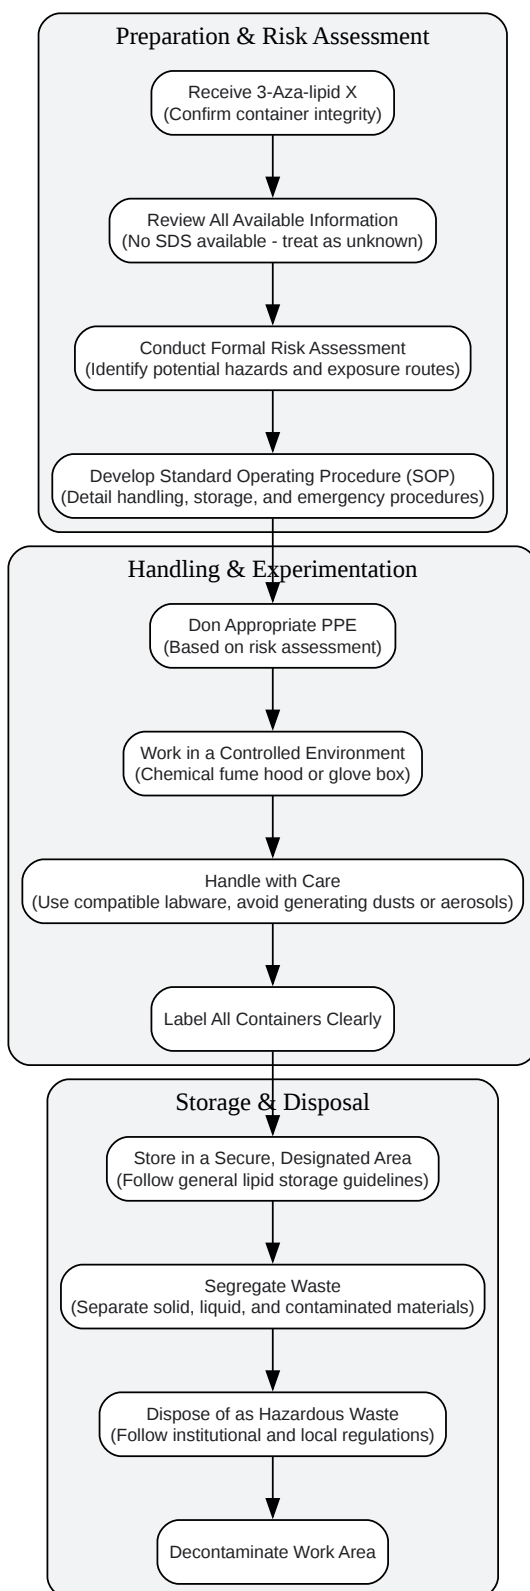 Preparation & Risk Assessment
Receive 3-Aza-lipid X
(Confirm container integrity)
Review All Available Information
(No SDS available - treat as unknown)
Conduct Formal Risk Assessment
(Identify potential hazards and exposure routes)
Develop Standard Operating Procedure (SOP)
(Detail handling, storage, and emergency procedures)
Handling & Experimentation
Don Appropriate PPE
(Based on risk assessment)
Work in a Controlled Environment
(Chemical fume hood or glove box)
Handle with Care
(Use compatible labware, avoid generating dusts or aerosols)
Label All Containers Clearly
Storage & Disposal
Store in a Secure, Designated Area
(Follow general lipid storage guidelines)
Segregate Waste
(Separate solid, liquid, and contaminated materials)
Dispose of as Hazardous Waste
(Follow institutional and local regulations)
Decontaminate Work Area